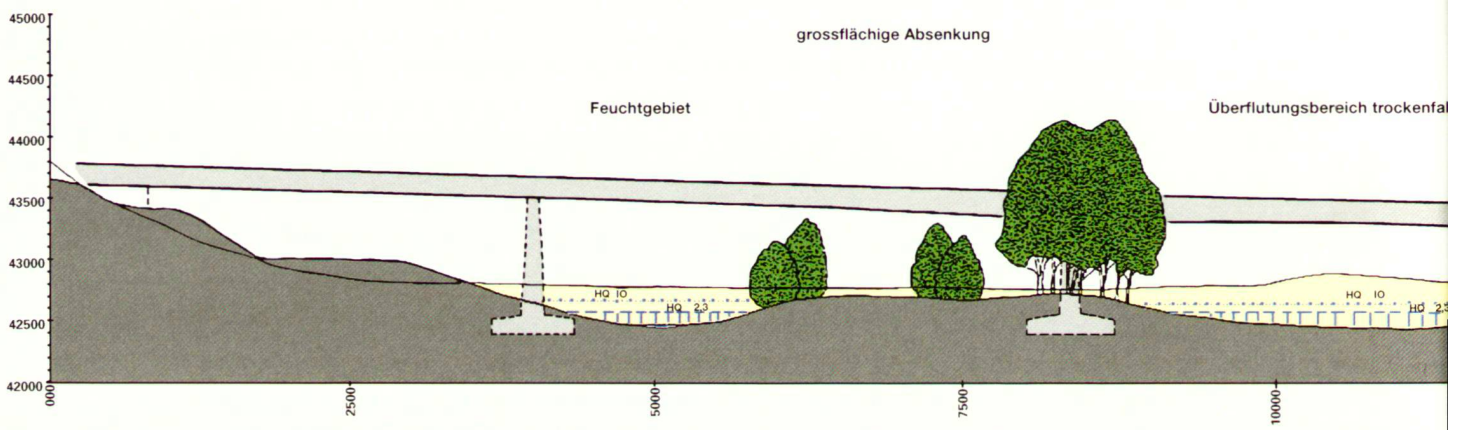 45000
grossflächige Absenkung
44500
Feuchtgebiet
Überflutungsbereich trockenfal
44000
43500
43000
HQ 10
HQ 10
HQ 2,3
HQ 2,3
42500
42000
000
2500
5000
7500
10000